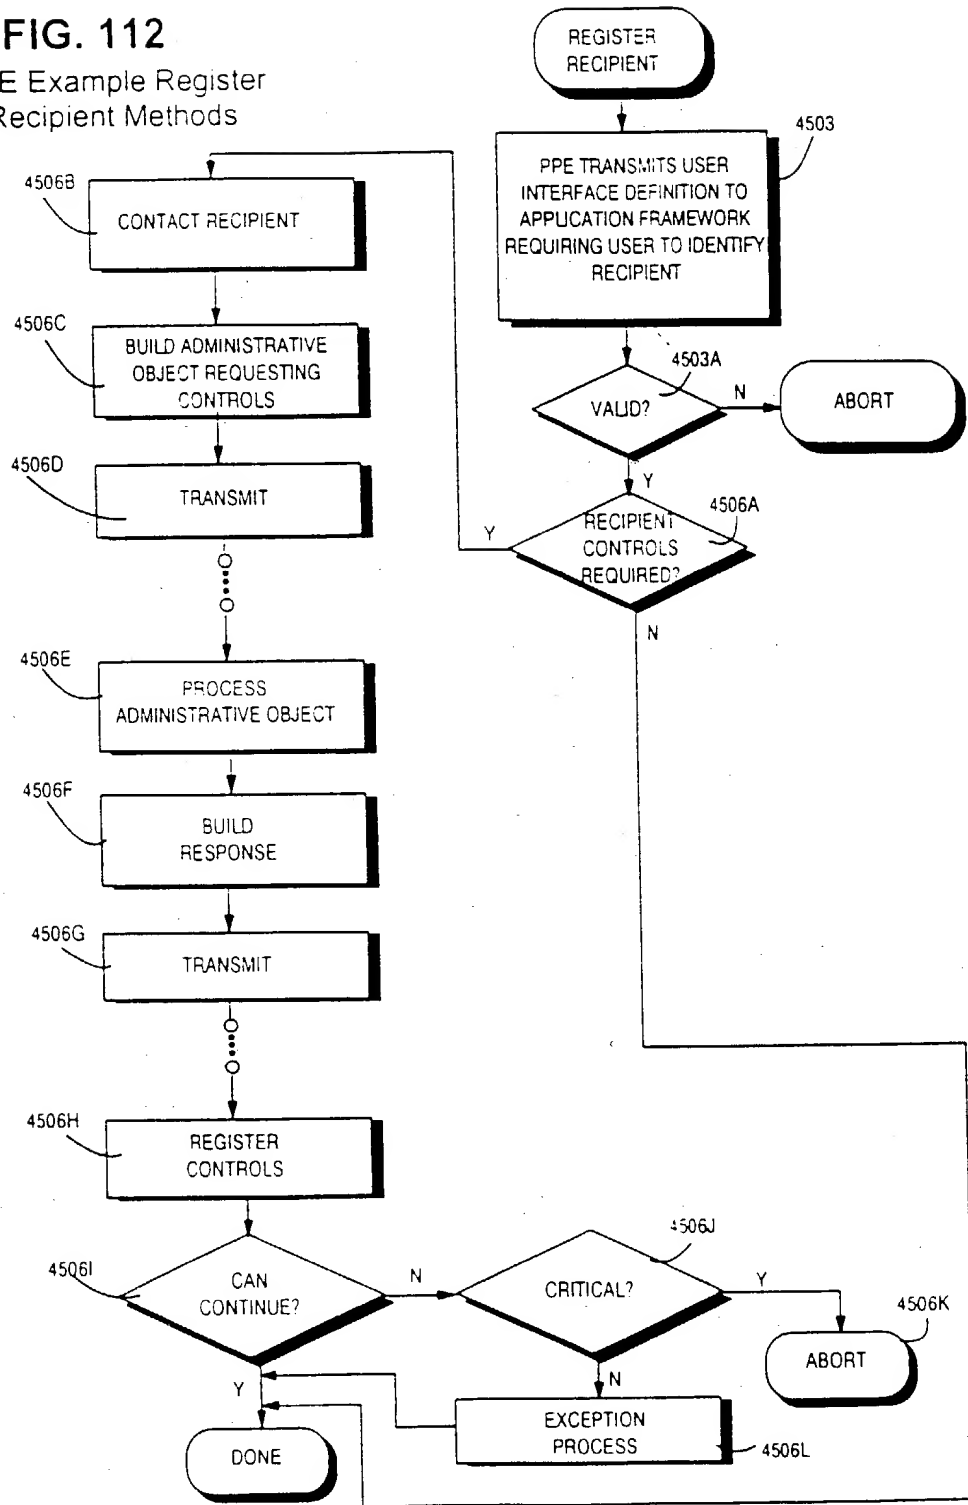 FIG. 112
E Example Register
Recipient Methods
REGISTER
RECIPIENT
4503
PPE TRANSMITS USER
INTERFACE DEFINITION TO
APPLICATION FRAMEWORK
REQUIRING USER TO IDENTIFY
RECIPIENT
4503A
VALID?
N
ABORT
Y
4506A
RECIPIENT
CONTROLS
REQUIRED?
Y
N
4506B
CONTACT RECIPIENT
4506C
BUILD ADMINISTRATIVE
OBJECT REQUESTING
CONTROLS
4506D
TRANSMIT
4506E
PROCESS
ADMINISTRATIVE OBJECT
4506F
BUILD
RESPONSE
4506G
TRANSMIT
4506H
REGISTER
CONTROLS
4506I
CAN
CONTINUE?
N
4506J
CRITICAL?
Y
4506K
ABORT
N
EXCEPTION
PROCESS
4506L
Y
DONE